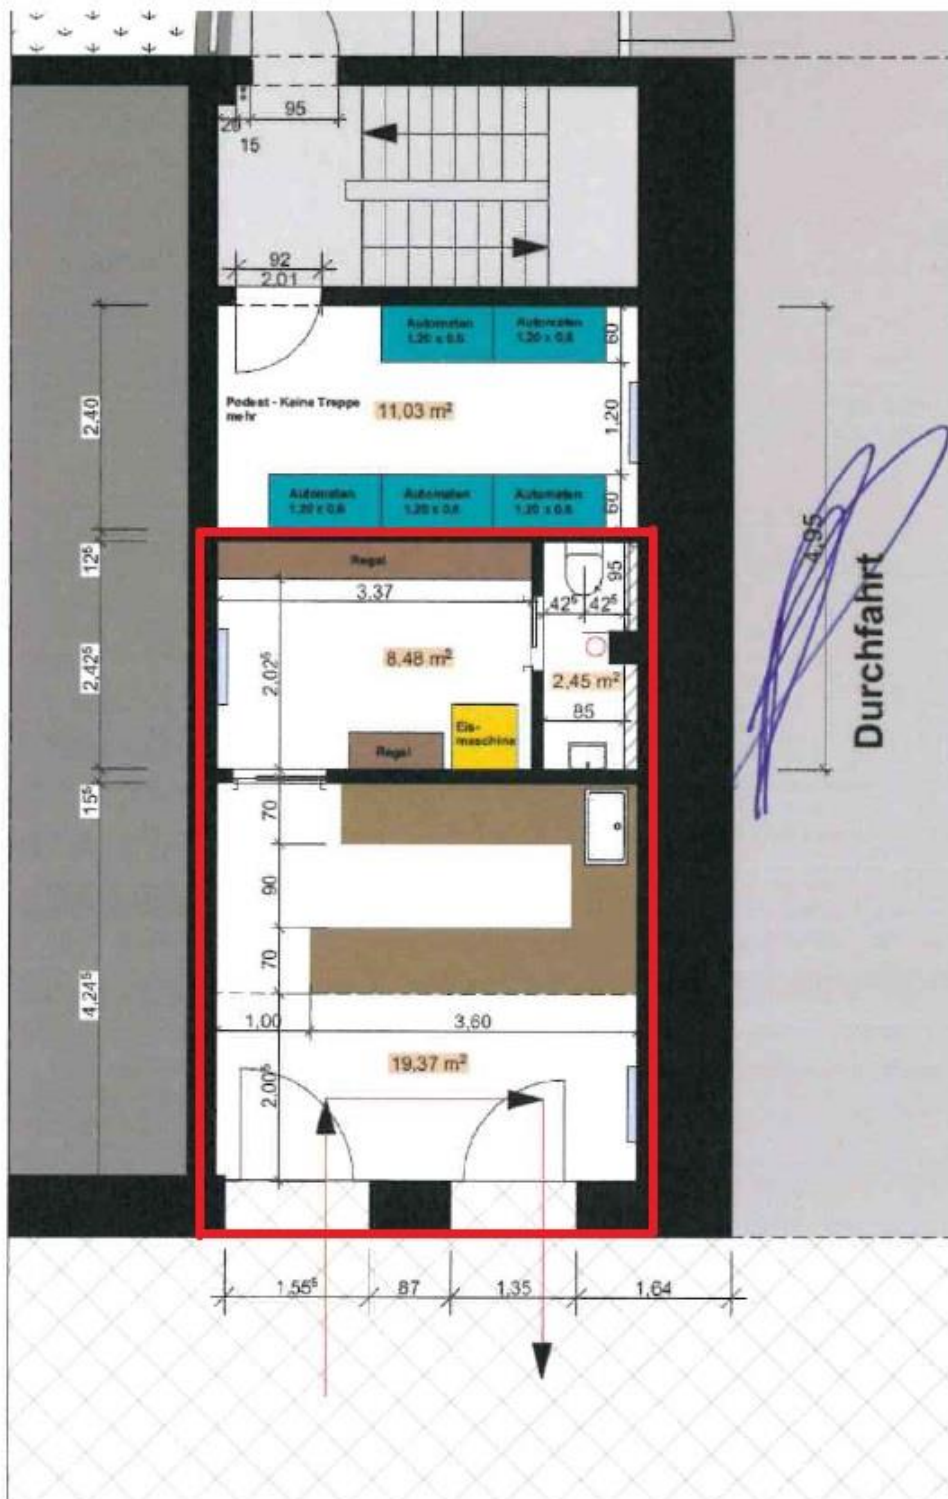 95
20
15
92
2.01
Automaten
1.20 x 0,6
Automaten
1.20 x 0,6
60
Podest - Keine Treppe
mehr
11,03 m²
1,20
2,40
Automaten
1.20 x 0,6
Automaten
1.20 x 0,6
Automaten
1.20 x 0,6
60
4,95
Durchfahrt
12⁵
Regal
3,37
95
42⁵
42⁵
2,42⁵
2,02⁵
8,48 m²
2,45 m²
85
Eis-
maschine
Regal
15⁵
70
90
70
4,24⁵
1,00
3,60
19,37 m²
2,00⁵
1,55⁵
87
1,35
1,64